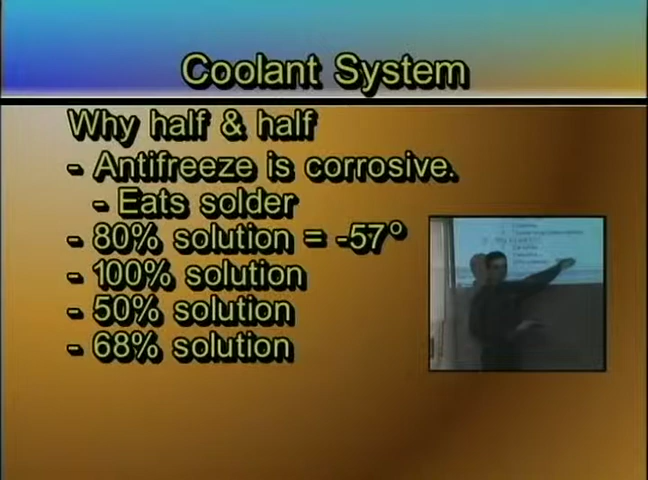 Coolant System
Why half & half
- Antifreeze is corrosive.
- Eats solder
- 80% solution = -57°
- 100% solution
- 50% solution
- 68% solution